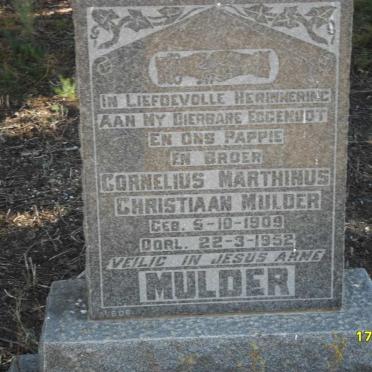 IN LIEFDEVOLLE HERINNERING
AAN MY DIERBARE EGGENOOT
EN ONS PAPPIE
EN BROER
CORNELIUS MARTHINUS
CHRISTIAAN MULDER
GEB. 5-10-1909
OORL. 22-3-1952
VEILIG IN JESUS ARME
MULDER
17